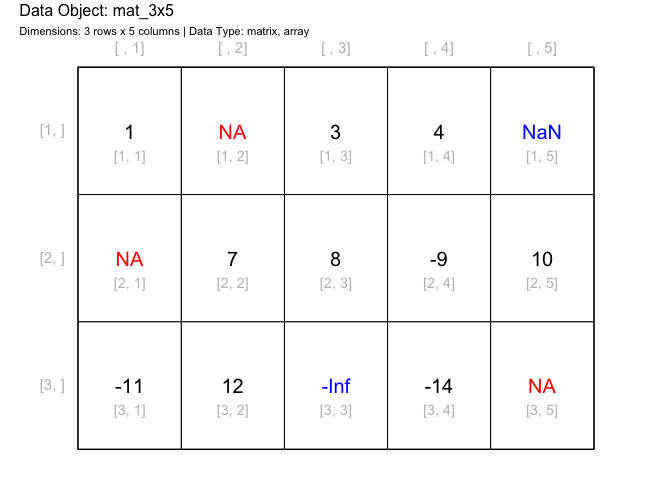 Data Object: mat_3x5
Dimensions: 3 rows x 5 columns | Data Type: matrix, array
[ , 1] [ , 2] [ , 3] [ , 4] [ , 5]
[1, ] 1 NA 3 4 NaN
[1, 1] [1, 2] [1, 3] [1, 4] [1, 5]
[2, ] NA 7 8 -9 10
[2, 1] [2, 2] [2, 3] [2, 4] [2, 5]
[3, ] -11 12 -Inf -14 NA
[3, 1] [3, 2] [3, 3] [3, 4] [3, 5]